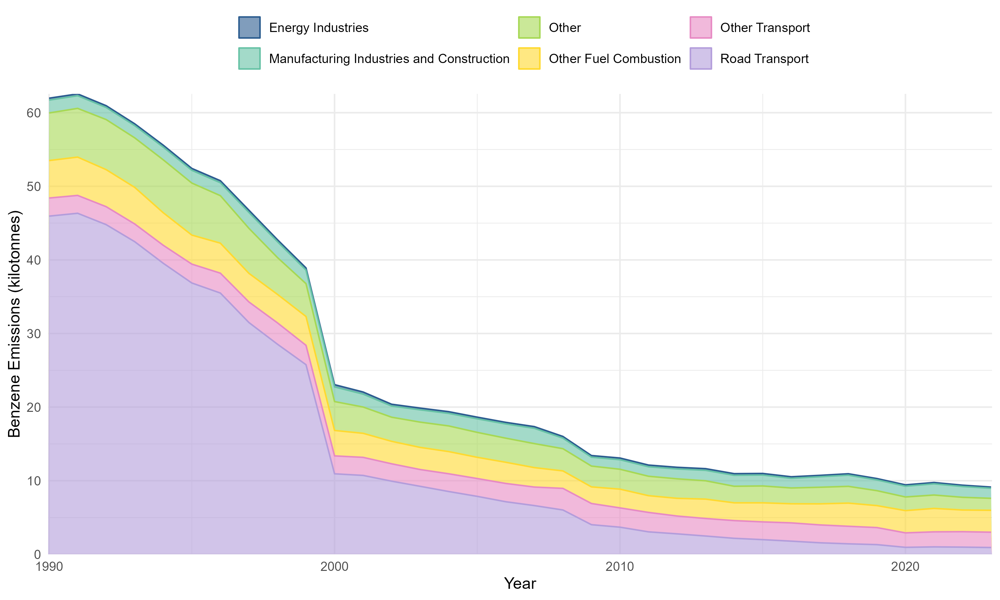 Energy Industries
Other
Other Transport
Manufacturing Industries and Construction
Other Fuel Combustion
Road Transport
Benzene Emissions (kilotonnes)
60
50
40
30
20
10
0
1990
2000
2010
2020
Year